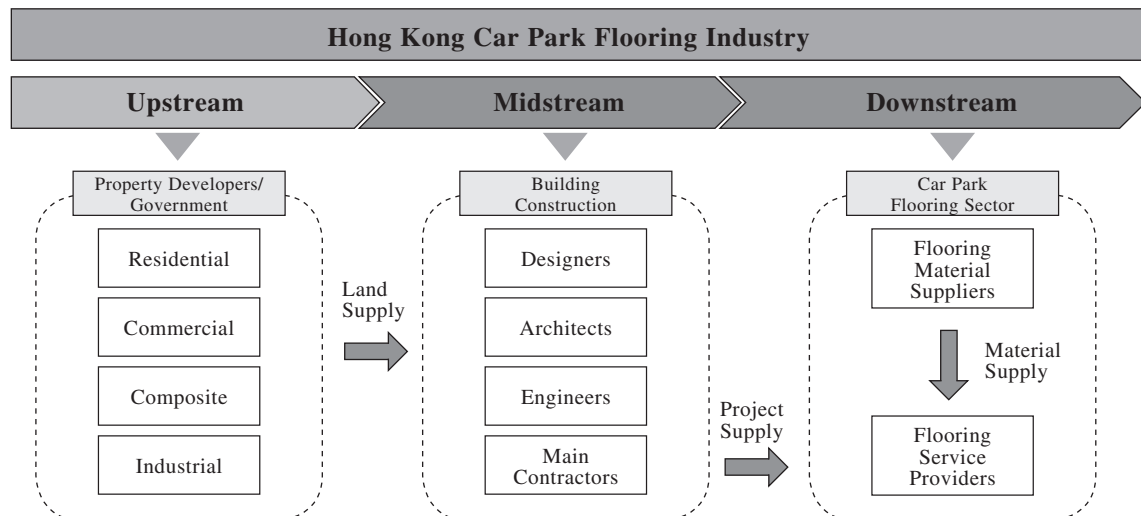 Hong Kong Car Park Flooring Industry
Upstream
Midstream
Downstream
Property Developers/
Government
Residential
Commercial
Composite
Industrial
Land
Supply
Building
Construction
Designers
Architects
Engineers
Main
Contractors
Project
Supply
Car Park
Flooring Sector
Flooring
Material
Suppliers
Material
Supply
Flooring
Service
Providers